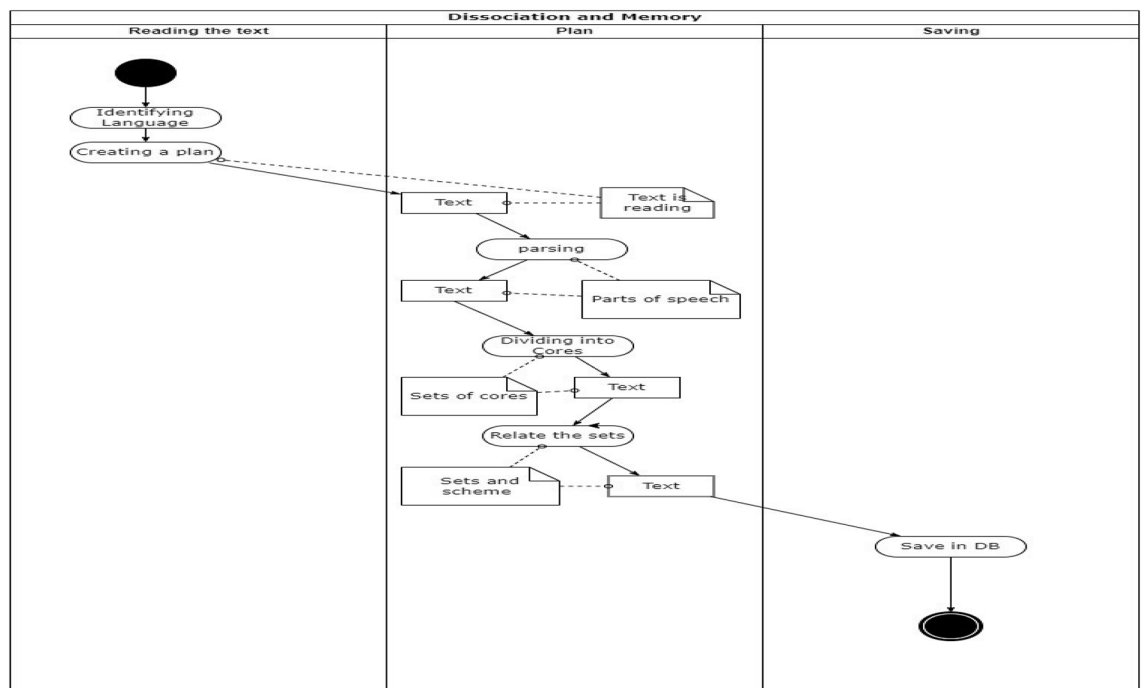 Dissociation and Memory
Reading the text
Plan
Saving
Identifying
Language
Creating a plan
Text
Text is
reading
parsing
Text
Parts of speech
Dividing into
Cores
Sets of cores
Text
Relate the sets
Sets and
scheme
Text
Save in DB